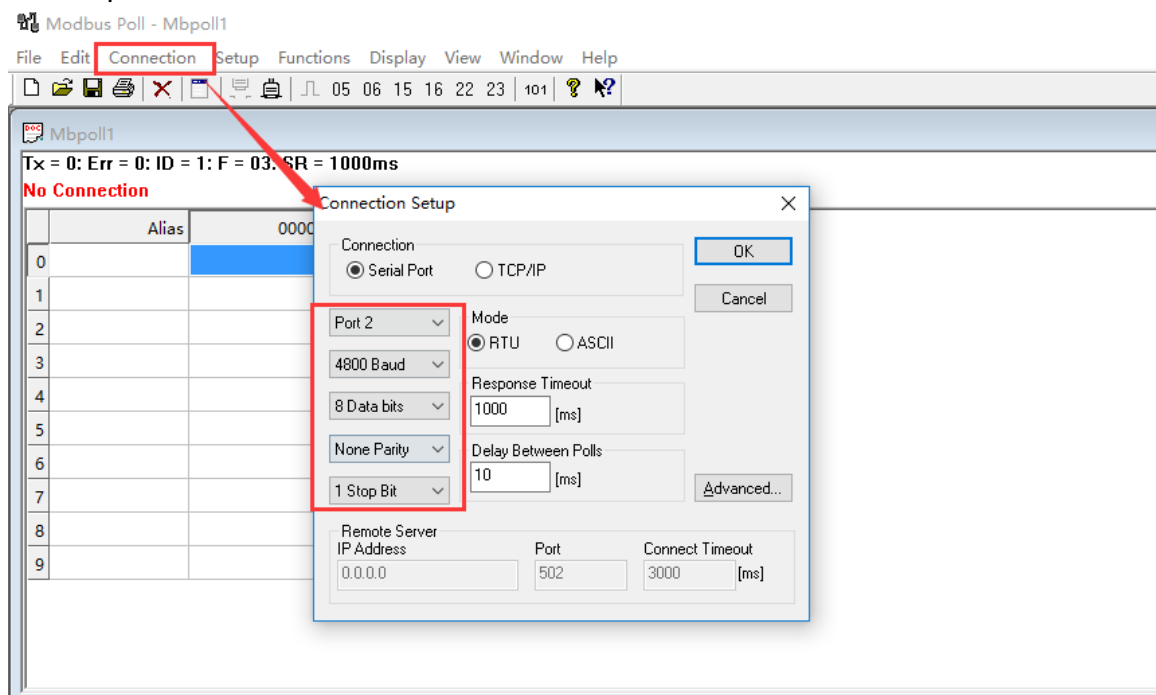 Modbus Poll - Mbpoll1
File Edit Connection Setup Functions Display View Window Help
05 06 15 16 22 23 101
Mbpoll1
Tx = 0: Err = 0: ID = 1: F = 03: SR = 1000ms
No Connection
Alias 0000
0
1
2
3
4
5
6
7
8
9
Connection Setup
Connection
Serial Port TCP/IP
OK
Cancel
Port 2
4800 Baud
8 Data bits
None Parity
1 Stop Bit
Mode
RTU ASCII
Response Timeout
1000 [ms]
Delay Between Polls
10 [ms]
Advanced...
Remote Server
IP Address Port Connect Timeout
0.0.0.0 502 3000 [ms]